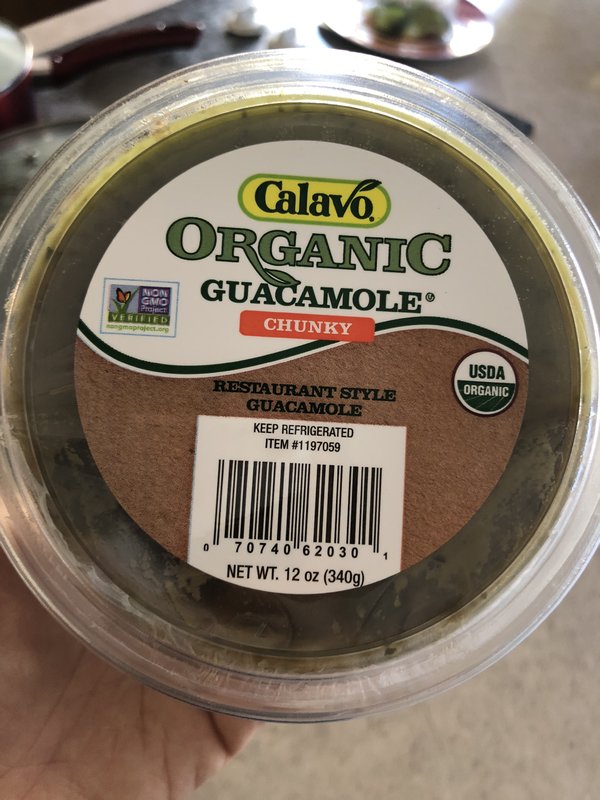 Calavo
ORGANIC
GUACAMOLE
CHUNKY
NON
GMO
Project
VERIFIED
nongmoproject.org
USDA
ORGANIC
RESTAURANT STYLE
GUACAMOLE
KEEP REFRIGERATED
ITEM #1197059
0 70740 62030 1
NET WT. 12 oz (340g)